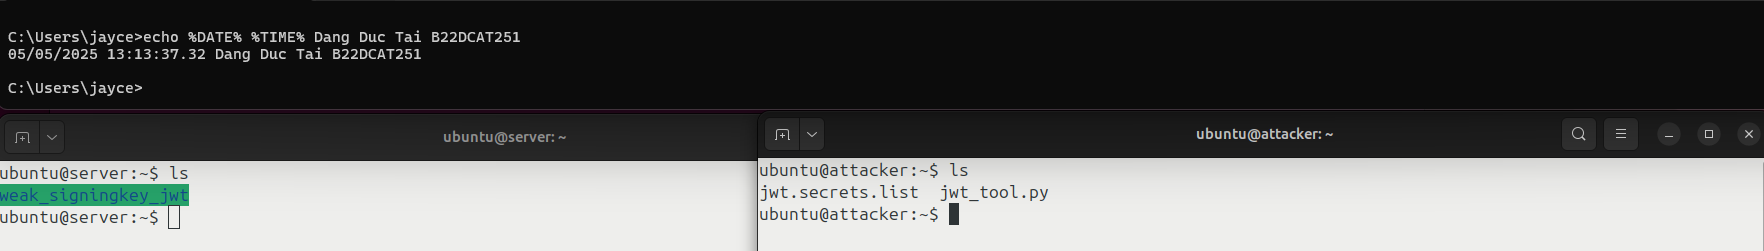 C:\Users\jayce>echo %DATE% %TIME% Dang Duc Tai B22DCAT251
05/05/2025 13:13:37.32 Dang Duc Tai B22DCAT251
C:\Users\jayce>
ubuntu@server: ~
ubuntu@server:~$ ls
weak_signingkey_jwt
ubuntu@server:~$
ubuntu@attacker: ~
ubuntu@attacker:~$ ls
jwt.secrets.list  jwt_tool.py
ubuntu@attacker:~$